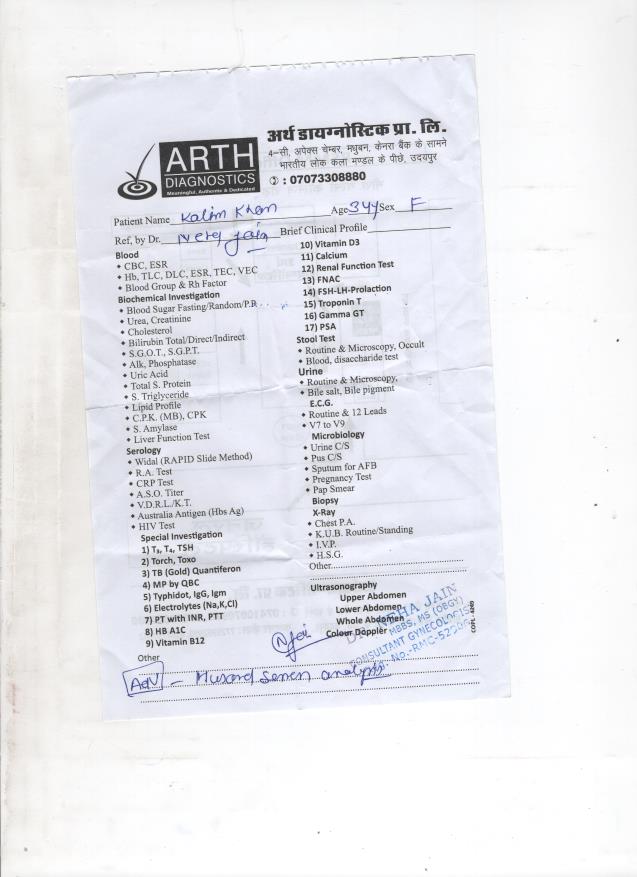 अर्थ डायग्नोस्टिक प्रा. लि.
4-सी, अपेक्स चेम्बर, मधुबन, केनरा बैंक के सामने
भारतीय लोक कला मण्डल के पीछे, उदयपुर
: 07073308880
ARTH
DIAGNOSTICS
Meaningful, Authentic & Dedicated
Patient Name Kalim Khan Age 34y Sex F
Ref, by Dr. Jain Brief Clinical Profile
Blood
CBC, ESR
Hb, TLC, DLC, ESR, TEC, VEC
Blood Group & Rh Factor
Biochemical Investigation
Blood Sugar Fasting/Random/P.P.
Urea, Creatinine
Cholesterol
Bilirubin Total/Direct/Indirect
S.G.O.T., S.G.P.T.
Alk, Phosphatase
Uric Acid
Total S. Protein
S. Triglyceride
Lipid Profile
C.P.K. (MB), CPK
S. Amylase
Liver Function Test
Serology
Widal (RAPID Slide Method)
R.A. Test
CRP Test
A.S.O. Titer
V.D.R.L./K.T.
Australia Antigen (Hbs Ag)
HIV Test
Special Investigation
1) T3, T4, TSH
2) Torch, Toxo
3) TB (Gold) Quantiferon
4) MP by QBC
5) Typhidot, IgG, Igm
6) Electrolytes (Na,K,Cl)
7) PT with INR, PTT
8) HB A1C
9) Vitamin B12
10) Vitamin D3
11) Calcium
12) Renal Function Test
13) FNAC
14) FSH-LH-Prolaction
15) Troponin T
16) Gamma GT
17) PSA
Stool Test
Routine & Microscopy, Occult
Blood, disaccharide test
Urine
Routine & Microscopy,
Bile salt, Bile pigment
E.C.G.
Routine & 12 Leads
V7 to V9
Microbiology
Urine C/S
Pus C/S
Sputum for AFB
Pregnancy Test
Pap Smear
Biopsy
X-Ray
Chest P.A.
K.U.B. Routine/Standing
I.V.P.
H.S.G.
Other
Ultrasonography
Upper Abdomen
Lower Abdomen
Whole Abdomen
Colour Doppler
NEHA JAIN
MBBS, MS (OBGY)
CONSULTANT GYNECOLOGIST
NO.-RMC-
Other
Adv - Husband semen analysis